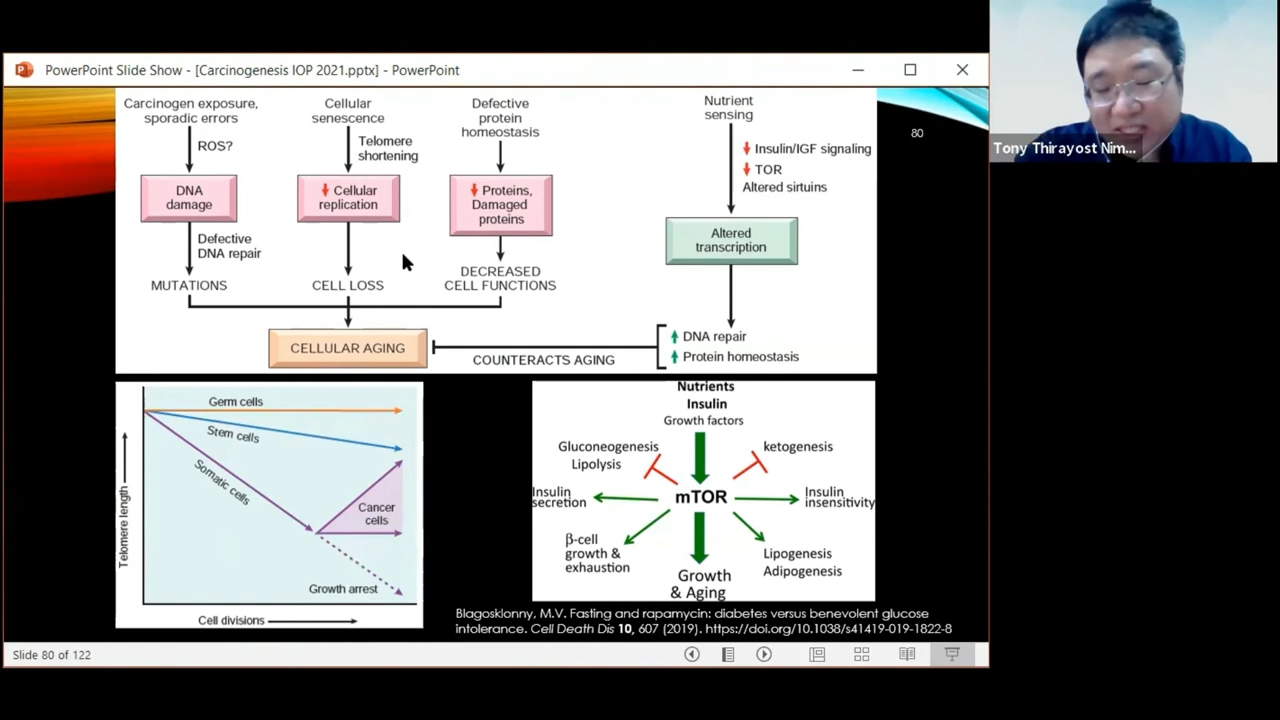 PowerPoint Slide Show - [Carcinogenesis IOP 2021.pptx] - PowerPoint
80
Tony Thirayost Nim...
Carcinogen exposure,
sporadic errors
ROS?
DNA
damage
Defective
DNA repair
MUTATIONS
Cellular
senescence
Telomere
shortening
Cellular
replication
CELL LOSS
Defective
protein
homeostasis
Proteins,
Damaged
proteins
DECREASED
CELL FUNCTIONS
Nutrient
sensing
Insulin/IGF signaling
TOR
Altered sirtuins
Altered
transcription
DNA repair
Protein homeostasis
COUNTERACTS AGING
CELLULAR AGING
Telomere length
Germ cells
Stem cells
Somatic cells
Cancer
cells
Growth arrest
Cell divisions
Nutrients
Insulin
Growth factors
Gluconeogenesis
Lipolysis
ketogenesis
Insulin
secretion
mTOR
Insulin
insensitivity
β-cell
growth &
exhaustion
Lipogenesis
Adipogenesis
Growth
& Aging
Blagosklonny, M.V. Fasting and rapamycin: diabetes versus benevolent glucose
intolerance. Cell Death Dis 10, 607 (2019). https://doi.org/10.1038/s41419-019-1822-8
Slide 80 of 122